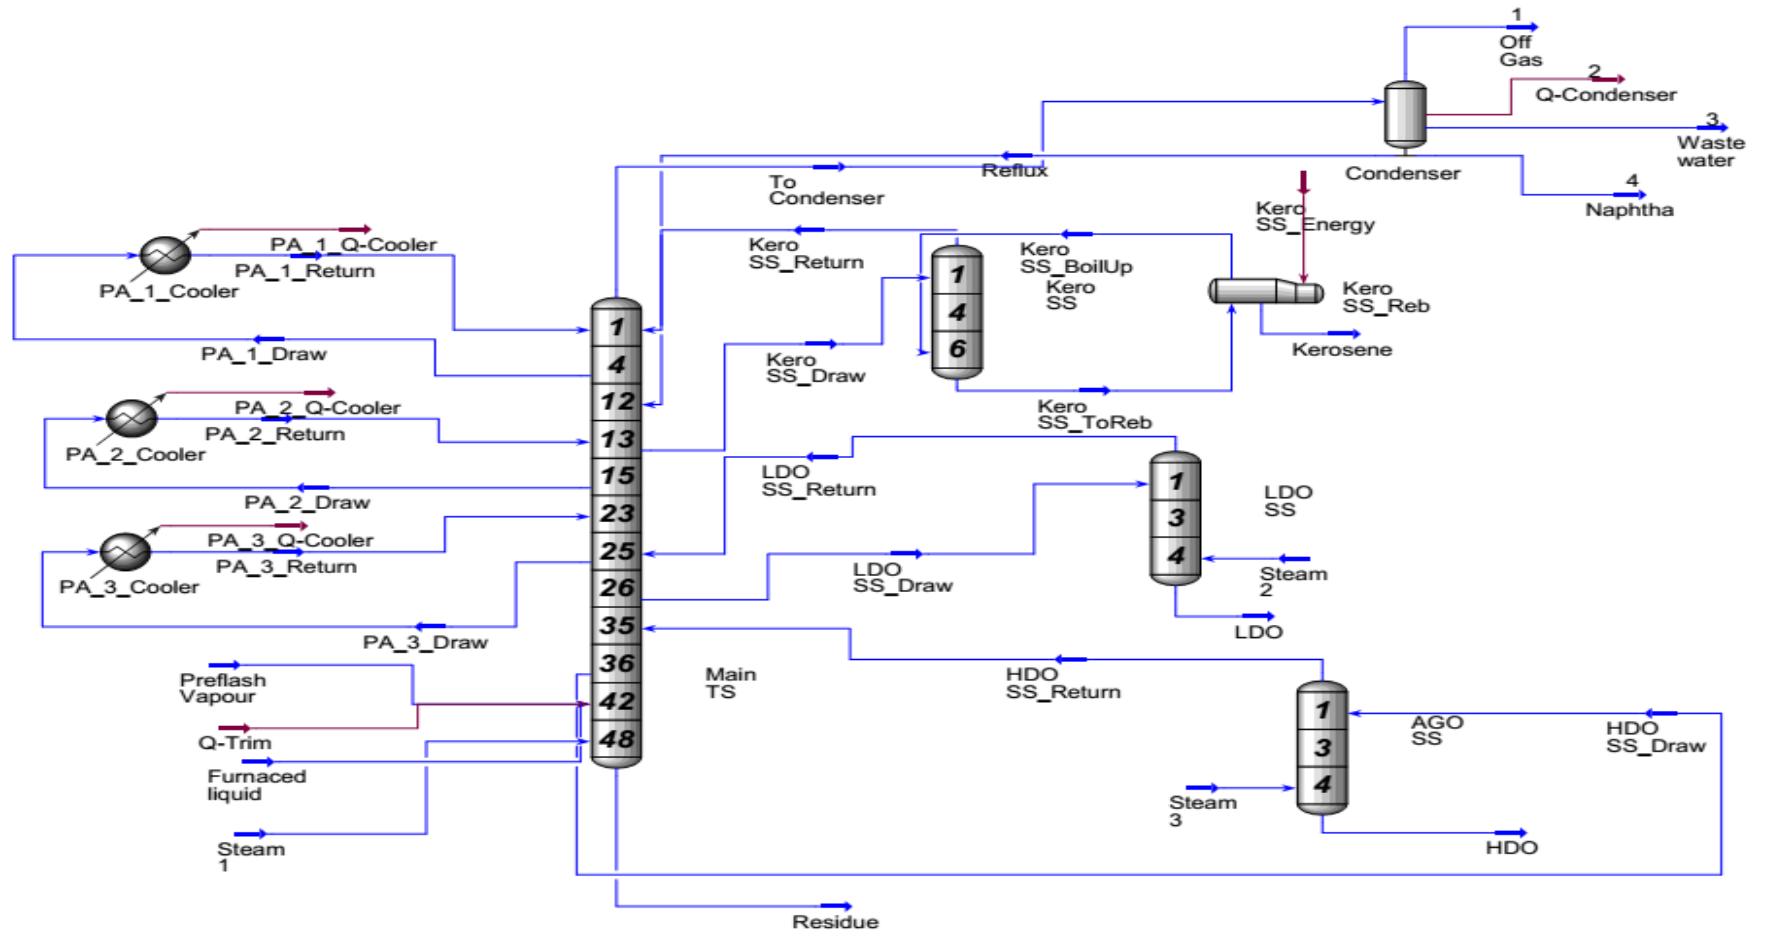 1
Off
Gas
2
Q-Condenser
3
Waste
water
Condenser
4
Naphtha
To
Condenser
Reflux
Kero
SS_Energy
PA_1_Q-Cooler
PA_1_Return
PA_1_Cooler
PA_1_Draw
Kero
SS_Return
Kero
SS_BoilUp
Kero
SS
Kero
SS_Reb
Kerosene
Kero
SS_Draw
Kero
SS_ToReb
1
4
6
1
4
12
13
15
23
25
26
35
36
42
48
PA_2_Q-Cooler
PA_2_Return
PA_2_Cooler
PA_2_Draw
PA_3_Q-Cooler
PA_3_Return
PA_3_Cooler
PA_3_Draw
LDO
SS_Return
LDO
SS_Draw
1
3
4
LDO
SS
Steam
2
LDO
Preflash
Vapour
Q-Trim
Furnaced
liquid
Steam
1
Main
TS
HDO
SS_Return
1
3
4
AGO
SS
HDO
SS_Draw
Steam
3
HDO
Residue